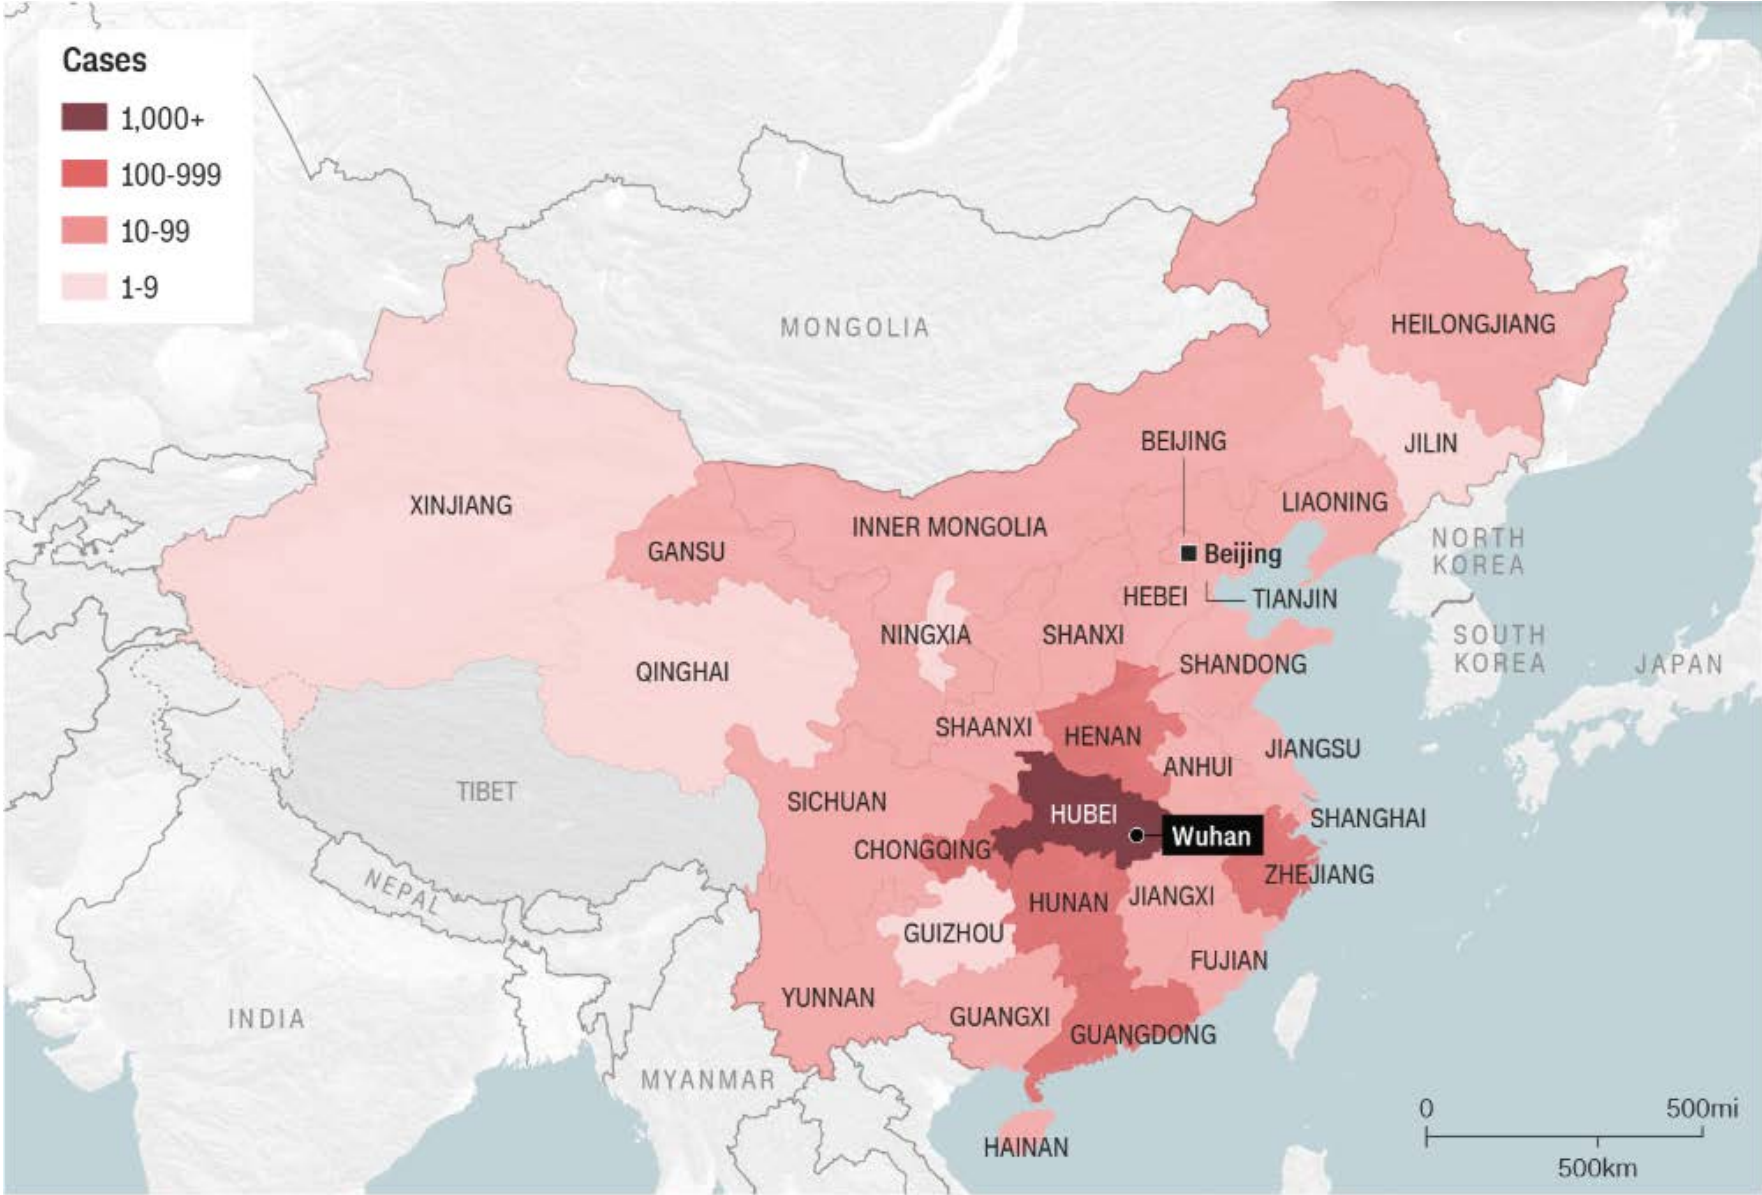 Cases
1,000+
100-999
10-99
1-9
MONGOLIA
HEILONGJIANG
BEIJING
JILIN
XINJIANG
LIAONING
INNER MONGOLIA
GANSU
Beijing
NORTH
KOREA
HEBEI
TIANJIN
NINGXIA
SHANXI
SOUTH
KOREA
JAPAN
QINGHAI
SHANDONG
SHAANXI
HENAN
JIANGSU
ANHUI
TIBET
SICHUAN
HUBEI
SHANGHAI
Wuhan
CHONGQING
ZHEJIANG
NEPAL
HUNAN
JIANGXI
GUIZHOU
FUJIAN
YUNNAN
INDIA
GUANGXI
GUANGDONG
MYANMAR
0 500mi
HAINAN
500km